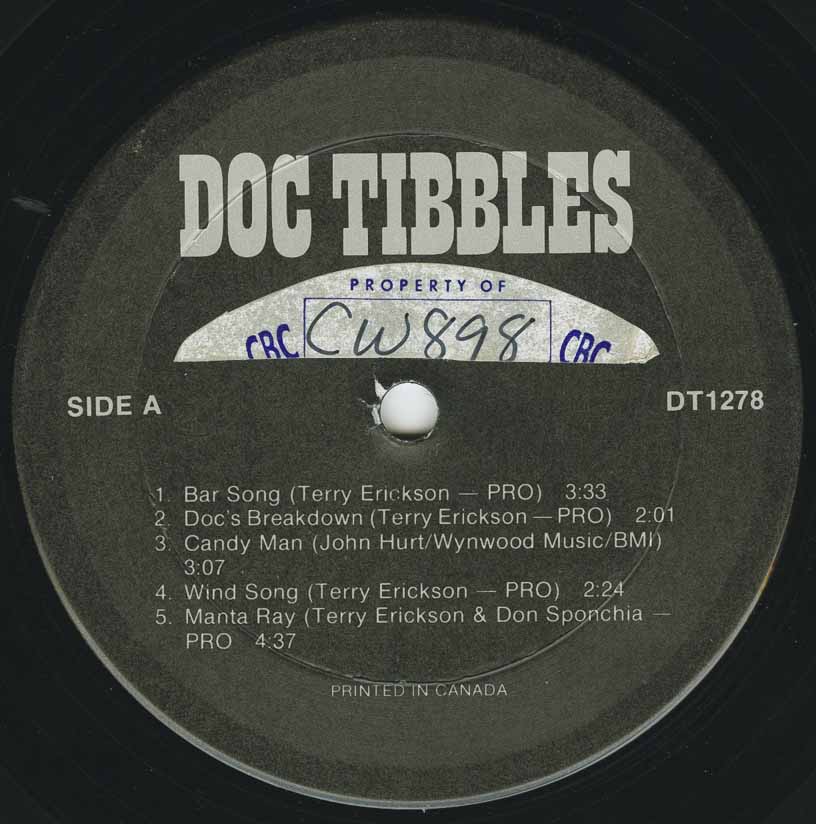 DOC TIBBLES
PROPERTY OF
CBC CW898 CBC
SIDE A DT1278
1. Bar Song (Terry Erickson — PRO) 3:33
2. Doc's Breakdown (Terry Erickson — PRO) 2:01
3. Candy Man (John Hurt/Wynwood Music/BMI)
3:07
4. Wind Song (Terry Erickson — PRO) 2:24
5. Manta Ray (Terry Erickson & Don Sponchia —
PRO 4:37
PRINTED IN CANADA